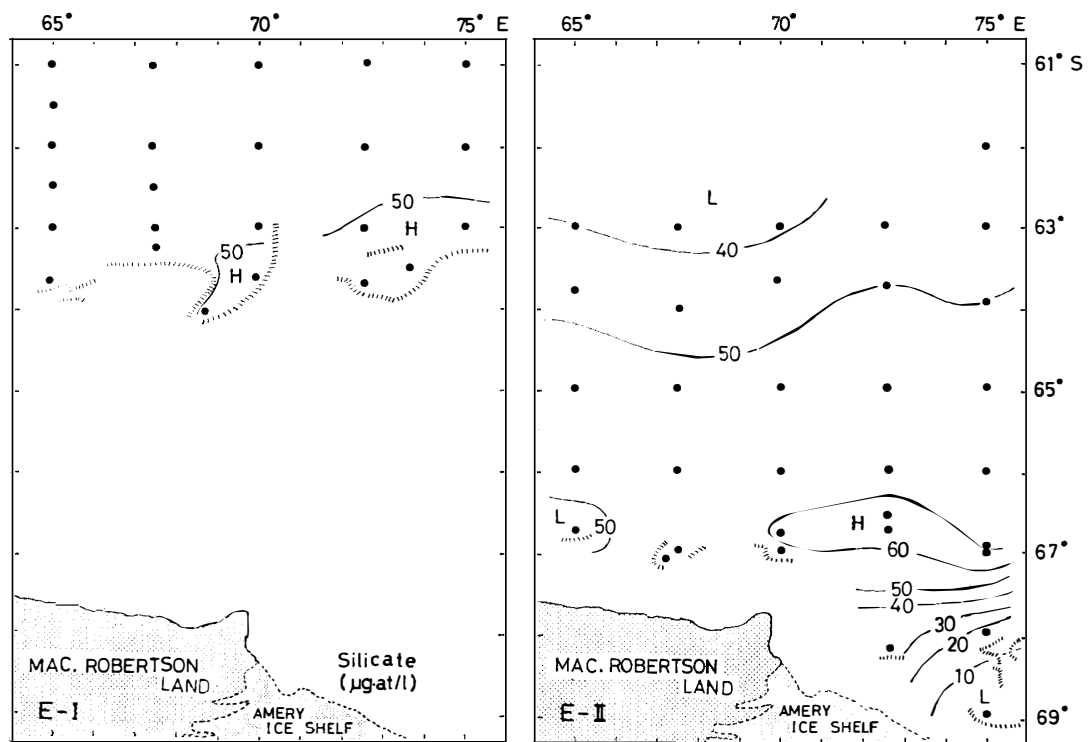 65° 70° 75° E
50
H
50
H
MAC. ROBERTSON
LAND
E-I
AMERY
ICE SHELF
Silicate
(μg·at/l)
65° 70° 75° E
61° S
L
63°
40
50
65°
L
50
H
60
67°
50
40
30
20
10
L
69°
MAC. ROBERTSON
LAND
E-II
AMERY
ICE SHELF